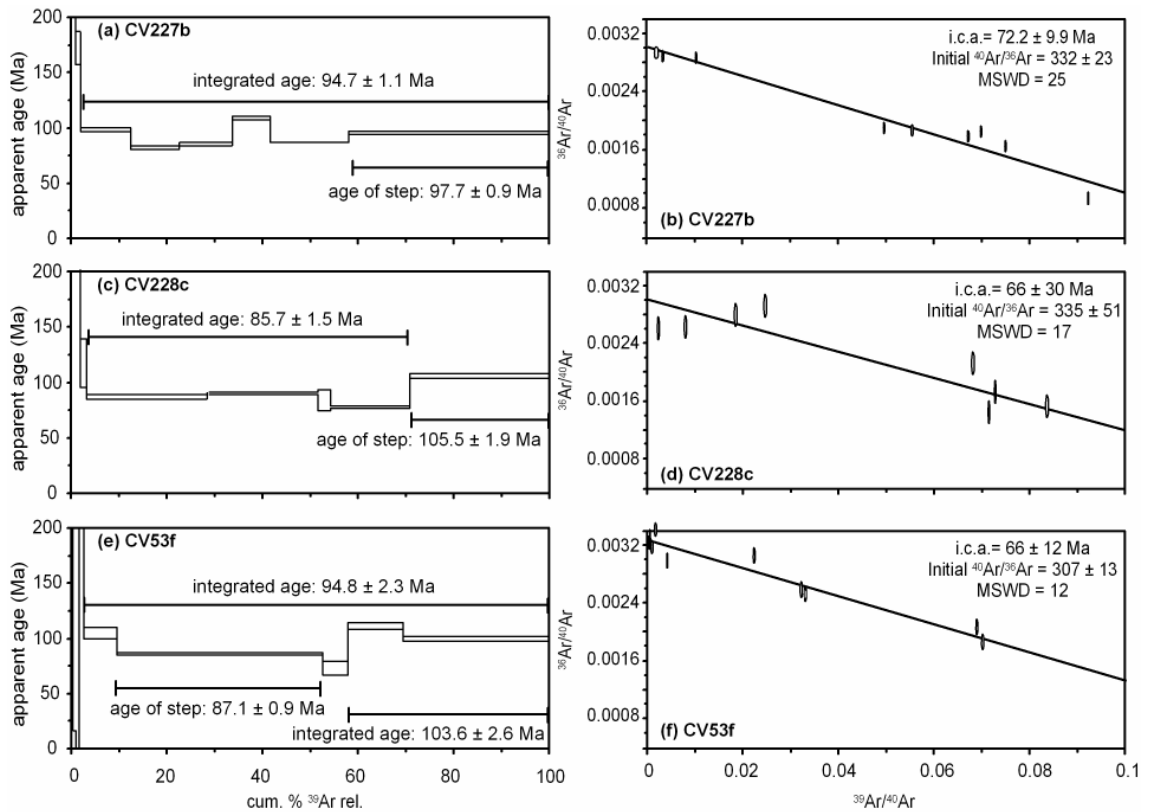 200
150
100
50
0
apparent age (Ma)
(a) CV227b
integrated age: 94.7 ± 1.1 Ma
age of step: 97.7 ± 0.9 Ma
0.0032
0.0024
0.0016
0.0008
³⁶Ar/⁴⁰Ar
i.c.a.= 72.2 ± 9.9 Ma
Initial ⁴⁰Ar/³⁶Ar = 332 ± 23
MSWD = 25
(b) CV227b
200
150
100
50
0
apparent age (Ma)
(c) CV228c
integrated age: 85.7 ± 1.5 Ma
age of step: 105.5 ± 1.9 Ma
0.0032
0.0024
0.0016
0.0008
³⁶Ar/⁴⁰Ar
i.c.a.= 66 ± 30 Ma
Initial ⁴⁰Ar/³⁶Ar = 335 ± 51
MSWD = 17
(d) CV228c
200
150
100
50
0
apparent age (Ma)
(e) CV53f
integrated age: 94.8 ± 2.3 Ma
age of step: 87.1 ± 0.9 Ma
integrated age: 103.6 ± 2.6 Ma
0 20 40 60 80 100
cum. % ³⁹Ar rel.
0.0032
0.0024
0.0016
0.0008
³⁶Ar/⁴⁰Ar
i.c.a.= 66 ± 12 Ma
Initial ⁴⁰Ar/³⁶Ar = 307 ± 13
MSWD = 12
(f) CV53f
0 0.02 0.04 0.06 0.08 0.1
³⁹Ar/⁴⁰Ar